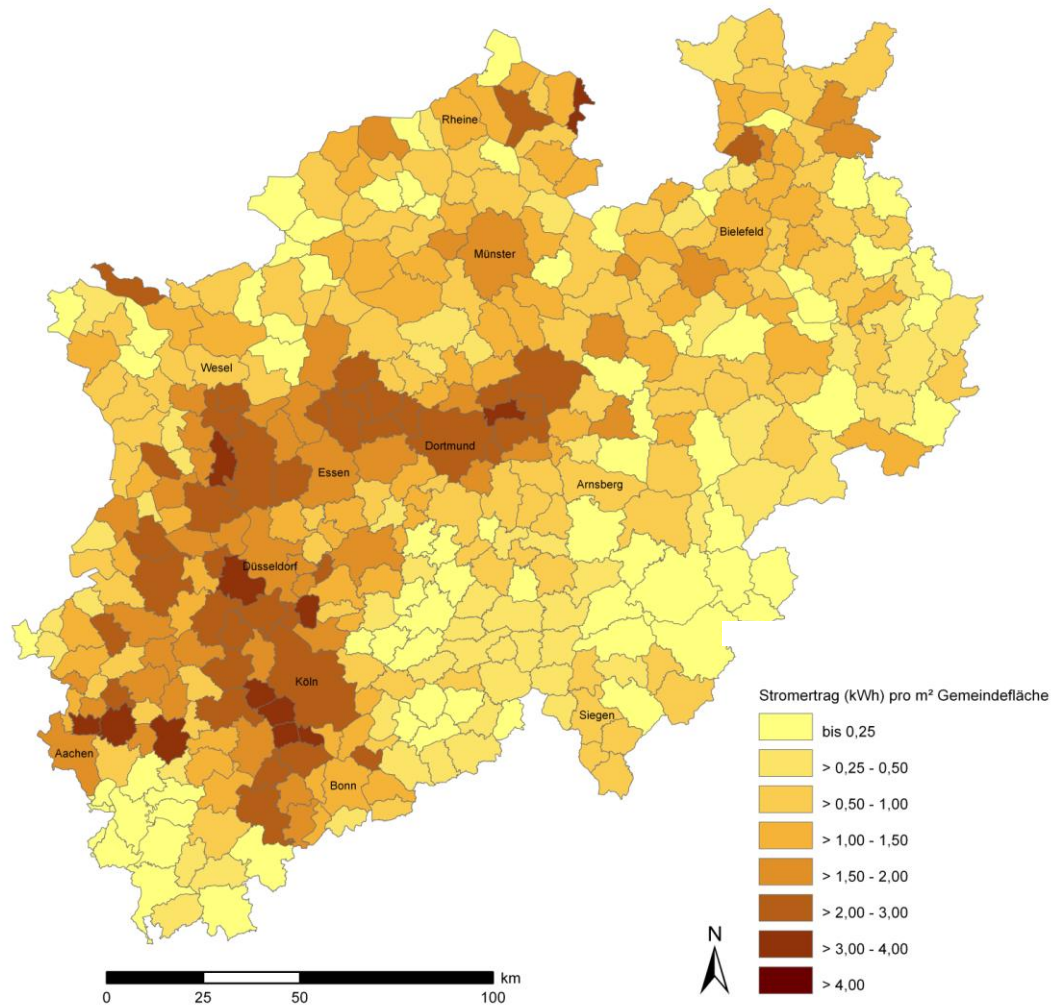 Rheine
Münster
Bielefeld
Wesel
Dortmund
Essen
Arnsberg
Düsseldorf
Köln
Siegen
Aachen
Bonn
Stromertrag (kWh) pro m² Gemeindefläche
bis 0,25
> 0,25 - 0,50
> 0,50 - 1,00
> 1,00 - 1,50
> 1,50 - 2,00
> 2,00 - 3,00
> 3,00 - 4,00
> 4,00
N
km
0 25 50 100